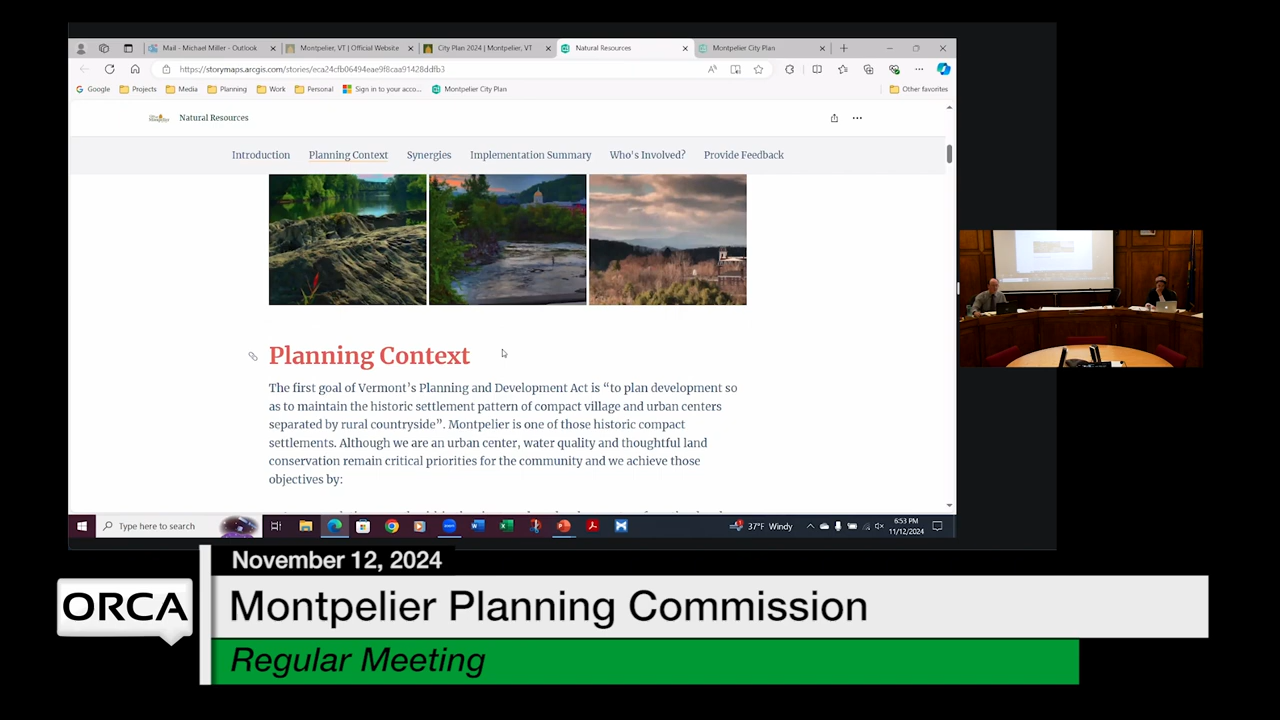 Mail - Michael Miller - Outlook
Montpelier, VT | Official Website
City Plan 2024 | Montpelier, VT
Natural Resources
Montpelier City Plan
https://storymaps.arcgis.com/stories/eca24cfb06494eae9f8caa91428ddfb3
Google Projects Media Planning Work Personal Sign in to your acco... Montpelier City Plan Other favorites
Natural Resources
Introduction Planning Context Synergies Implementation Summary Who's Involved? Provide Feedback
Planning Context
The first goal of Vermont's Planning and Development Act is “to plan development so
as to maintain the historic settlement pattern of compact village and urban centers
separated by rural countryside”. Montpelier is one of those historic compact
settlements. Although we are an urban center, water quality and thoughtful land
conservation remain critical priorities for the community and we achieve those
objectives by:
Type here to search
37°F Windy
6:53 PM
11/12/2024
November 12, 2024
ORCA
Montpelier Planning Commission
Regular Meeting